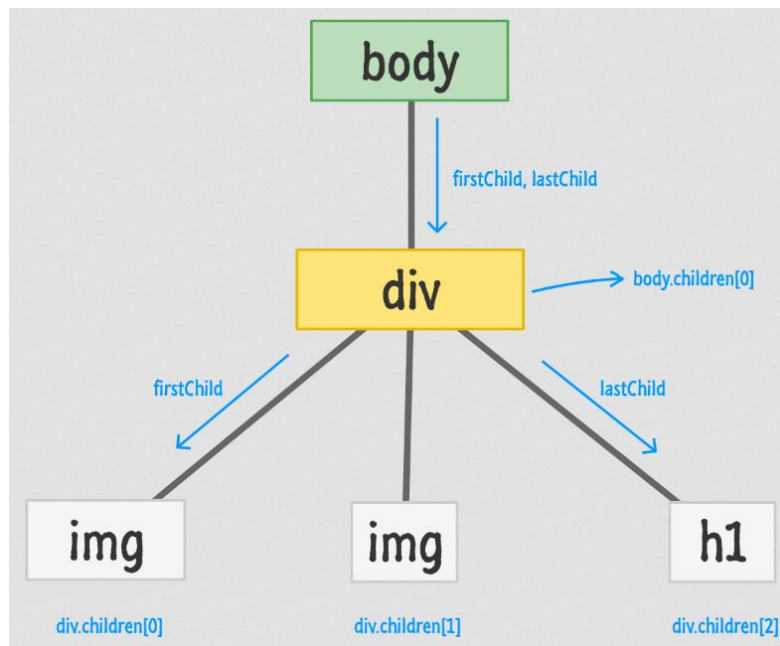 body
firstChild, lastChild
div
body.children[0]
firstChild
lastChild
img
img
h1
div.children[0]
div.children[1]
div.children[2]